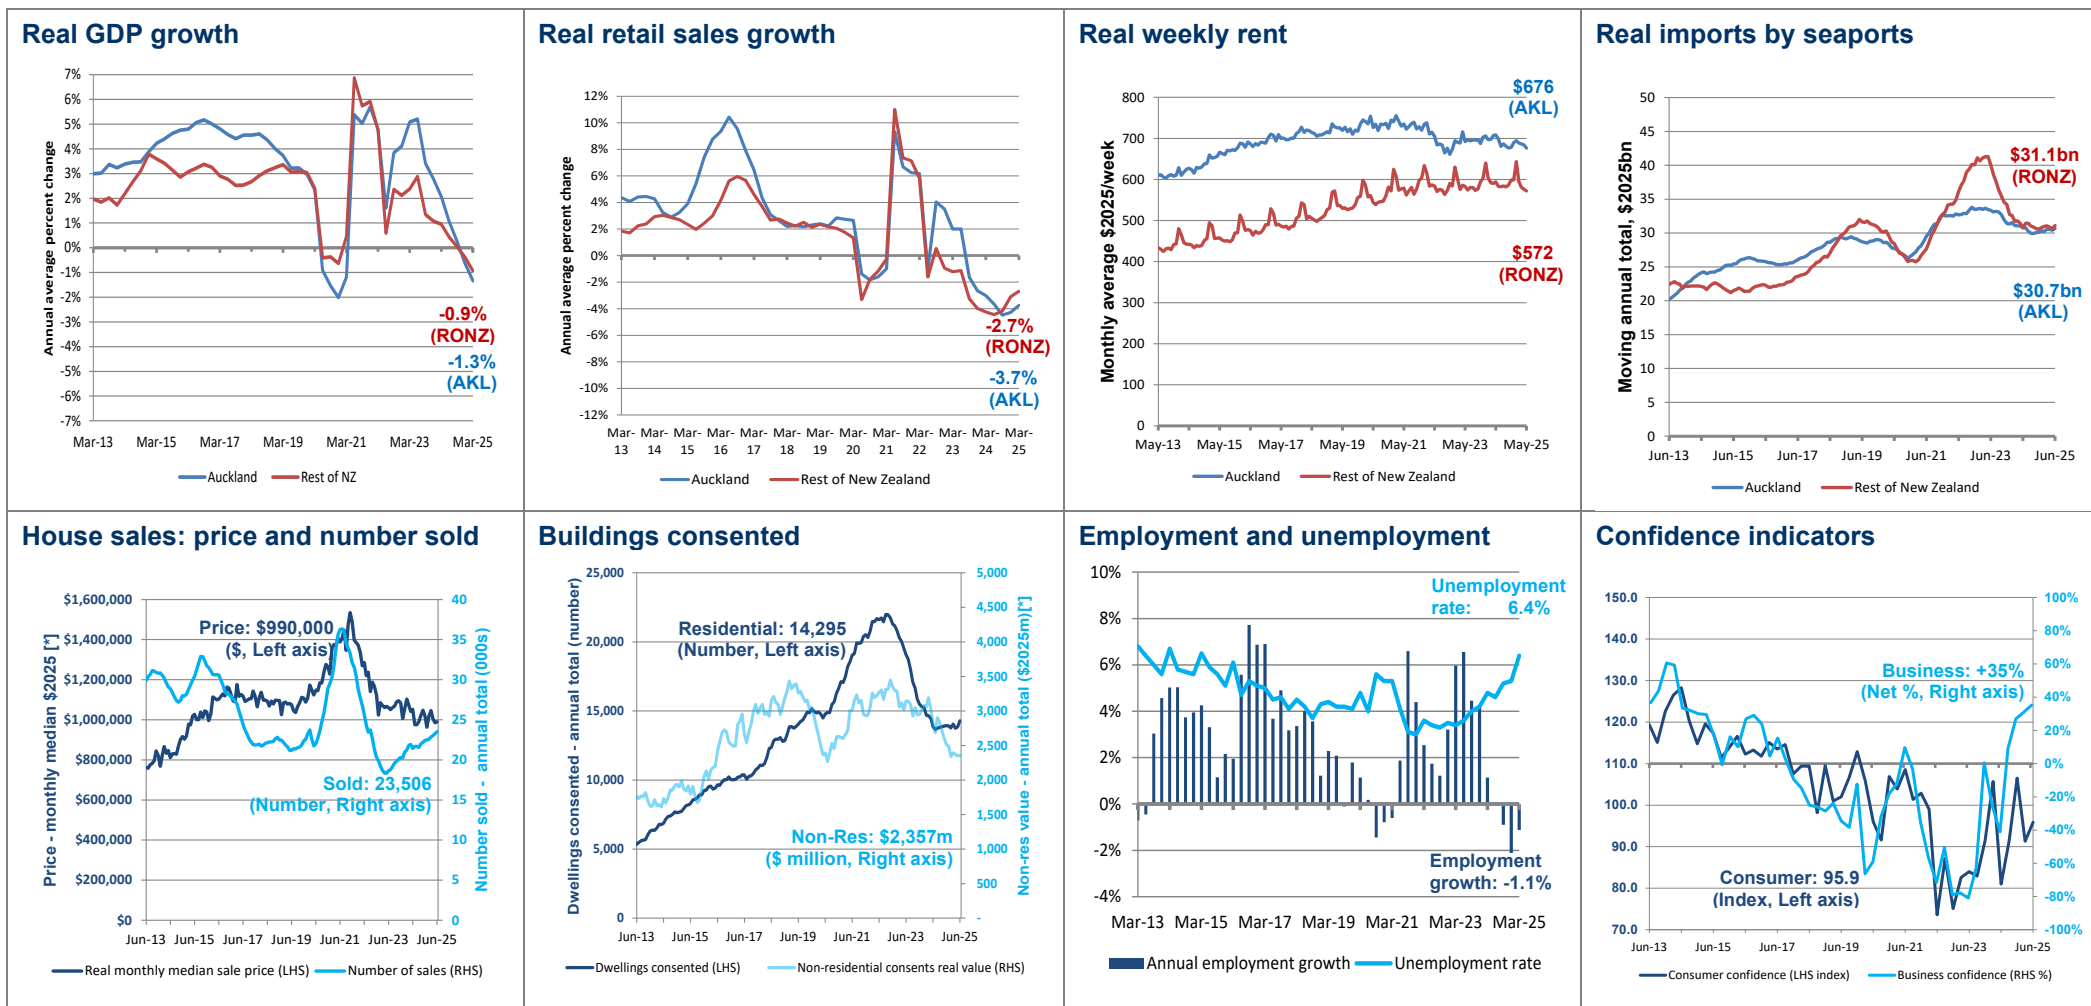 Real GDP growth
Annual average percent change
7%
6%
5%
4%
3%
2%
1%
0%
-1%
-2%
-3%
-4%
-5%
-6%
-7%
-0.9%
(RONZ)
-1.3%
(AKL)
Mar-13 Mar-15 Mar-17 Mar-19 Mar-21 Mar-23 Mar-25
Auckland Rest of NZ
Real retail sales growth
Annual average percent change
12%
10%
8%
6%
4%
2%
0%
-2%
-4%
-6%
-8%
-10%
-12%
-2.7%
(RONZ)
-3.7%
(AKL)
Mar- Mar- Mar- Mar- Mar- Mar- Mar- Mar- Mar- Mar- Mar- Mar- Mar-
13 14 15 16 17 18 19 20 21 22 23 24 25
Auckland Rest of New Zealand
Real weekly rent
Monthly average $2025/week
800
700
600
500
400
300
200
100
0
$676
(AKL)
$572
(RONZ)
May-13 May-15 May-17 May-19 May-21 May-23 May-25
Auckland Rest of New Zealand
Real imports by seaports
Moving annual total, $2025bn
50
45
40
35
30
25
20
15
10
5
0
$31.1bn
(RONZ)
$30.7bn
(AKL)
Jun-13 Jun-15 Jun-17 Jun-19 Jun-21 Jun-23 Jun-25
Auckland Rest of New Zealand
House sales: price and number sold
Price - monthly median $2025 [*]
$1,600,000
$1,400,000
$1,200,000
$1,000,000
$800,000
$600,000
$400,000
$200,000
$0
Price: $990,000
($, Left axis)
Sold: 23,506
(Number, Right axis)
40
35
30
25
20
15
10
5
0
Number sold - annual total (000s)
Jun-13 Jun-15 Jun-17 Jun-19 Jun-21 Jun-23 Jun-25
Real monthly median sale price (LHS) Number of sales (RHS)
Buildings consented
Dwellings consented - annual total (number)
25,000
20,000
15,000
10,000
5,000
0
Residential: 14,295
(Number, Left axis)
Non-Res: $2,357m
($ million, Right axis)
5,000
4,500
4,000
3,500
3,000
2,500
2,000
1,500
1,000
500
-
Non-res value - annual total ($2025m)[*]
Jun-13 Jun-15 Jun-17 Jun-19 Jun-21 Jun-23 Jun-25
Dwellings consented (LHS) Non-residential consents real value (RHS)
Employment and unemployment
10%
8%
6%
4%
2%
0%
-2%
-4%
Unemployment
rate: 6.4%
Employment
growth: -1.1%
Mar-13 Mar-15 Mar-17 Mar-19 Mar-21 Mar-23 Mar-25
Annual employment growth Unemployment rate
Confidence indicators
150.0
140.0
130.0
120.0
110.0
100.0
90.0
80.0
70.0
Business: +35%
(Net %, Right axis)
Consumer: 95.9
(Index, Left axis)
100%
80%
60%
40%
20%
0%
-20%
-40%
-60%
-80%
-100%
Jun-13 Jun-15 Jun-17 Jun-19 Jun-21 Jun-23 Jun-25
Consumer confidence (LHS index) Business confidence (RHS %)